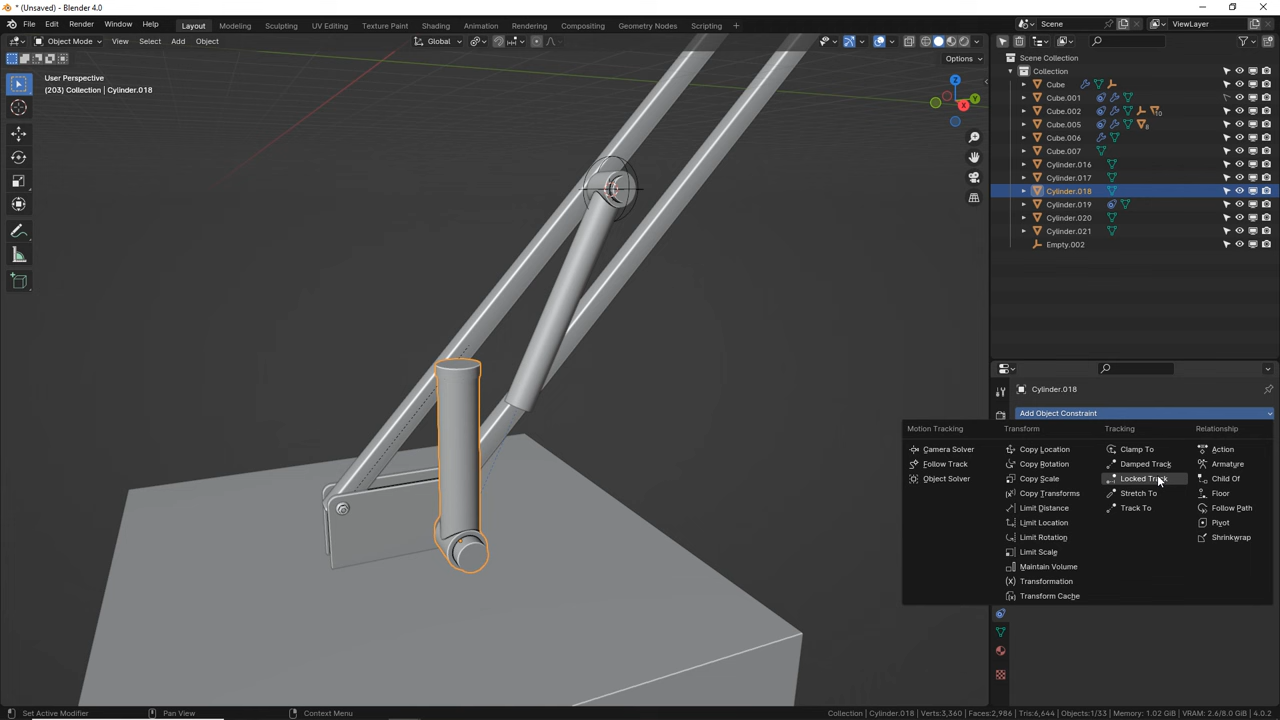 * (Unsaved) - Blender 4.0
File Edit Render Window Help Layout Modeling Sculpting UV Editing Texture Paint Shading Animation Rendering Compositing Geometry Nodes Scripting + Scene ViewLayer
Object Mode View Select Add Object Global
Options
User Perspective
(203) Collection | Cylinder.018
Z
Y
X
Scene Collection
Collection
Cube
Cube.001
Cube.002 10
Cube.005 8
Cube.006
Cube.007
Cylinder.016
Cylinder.017
Cylinder.018
Cylinder.019
Cylinder.020
Cylinder.021
Empty.002
Cylinder.018
Add Object Constraint
Motion Tracking Transform Tracking Relationship
Camera Solver Copy Location Clamp To Action
Follow Track Copy Rotation Damped Track Armature
Object Solver Copy Scale Locked Track Child Of
Copy Transforms Stretch To Floor
Limit Distance Track To Follow Path
Limit Location Pivot
Limit Rotation Shrinkwrap
Limit Scale
Maintain Volume
Transformation
Transform Cache
Set Active Modifier Pan View Context Menu Collection | Cylinder.018 | Verts:3,360 | Faces:2,986 | Tris:6,644 | Objects:1/33 | Memory: 1.02 GiB | VRAM: 2.6/8.0 GiB | 4.0.2